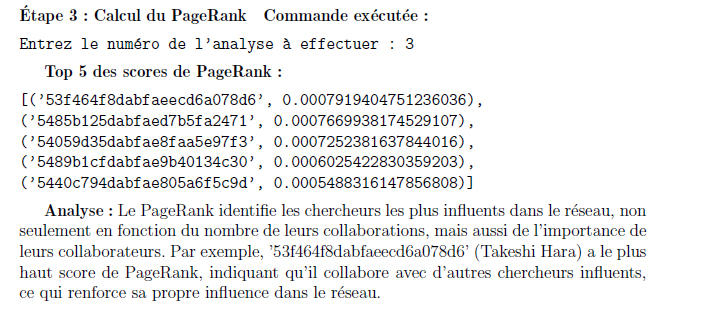 Étape 3 : Calcul du PageRank Commande exécutée :
Entrez le numéro de l'analyse à effectuer : 3
Top 5 des scores de PageRank :
[('53f464f8dabfaeecd6a078d6', 0.0007919404751236036),
('5485b125dabfaed7b5fa2471', 0.0007669938174529107),
('54059d35dabfae8faa5e97f3', 0.0007252381637844016),
('5489b1cfdabfae9b40134c30', 0.0006025422830359203),
('5440c794dabfae805a6f5c9d', 0.0005488316147856808)]
Analyse : Le PageRank identifie les chercheurs les plus influents dans le réseau, non
seulement en fonction du nombre de leurs collaborations, mais aussi de l'importance de
leurs collaborateurs. Par exemple, '53f464f8dabfaeecd6a078d6' (Takeshi Hara) a le plus
haut score de PageRank, indiquant qu'il collabore avec d'autres chercheurs influents,
ce qui renforce sa propre influence dans le réseau.